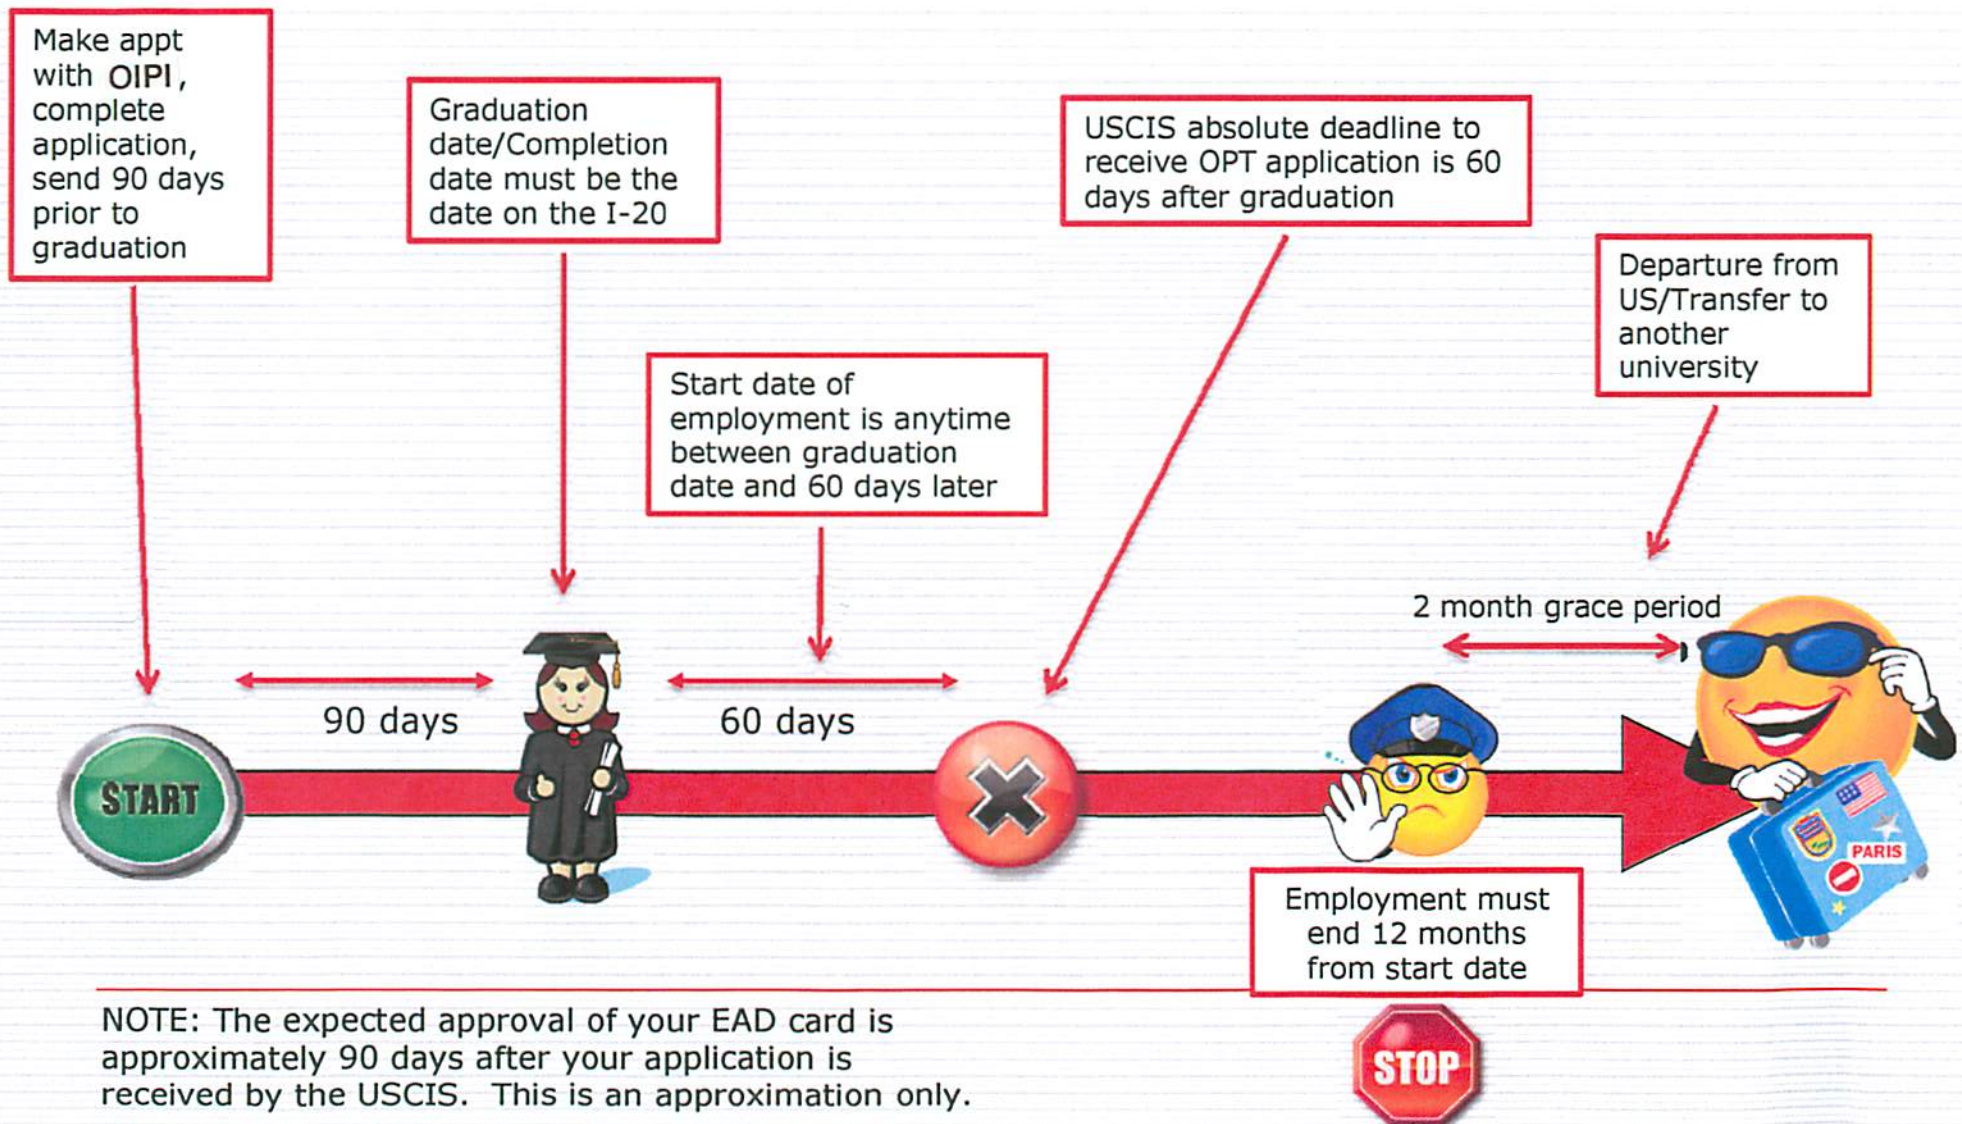 Make appt
with OIPI,
complete
application,
send 90 days
prior to
graduation
Graduation
date/Completion
date must be the
date on the I-20
USCIS absolute deadline to
receive OPT application is 60
days after graduation
Departure from
US/Transfer to
another
university
Start date of
employment is anytime
between graduation
date and 60 days later
2 month grace period
90 days
60 days
START
PARIS
Employment must
end 12 months
from start date
NOTE: The expected approval of your EAD card is
approximately 90 days after your application is
received by the USCIS. This is an approximation only.
STOP